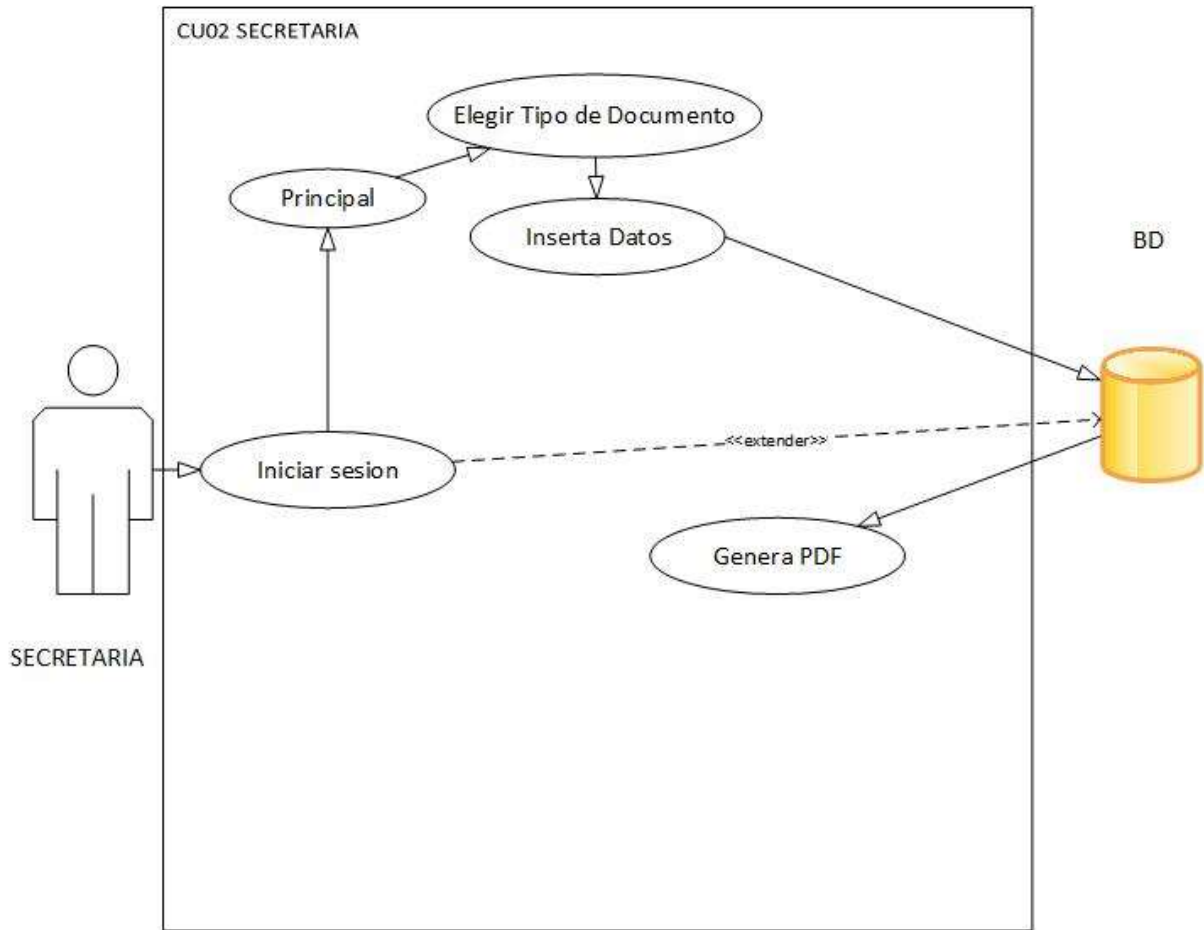 CU02 SECRETARIA
Elegir Tipo de Documento
Principal
Inserta Datos
BD
<<extender>>
Iniciar sesion
Genera PDF
SECRETARIA